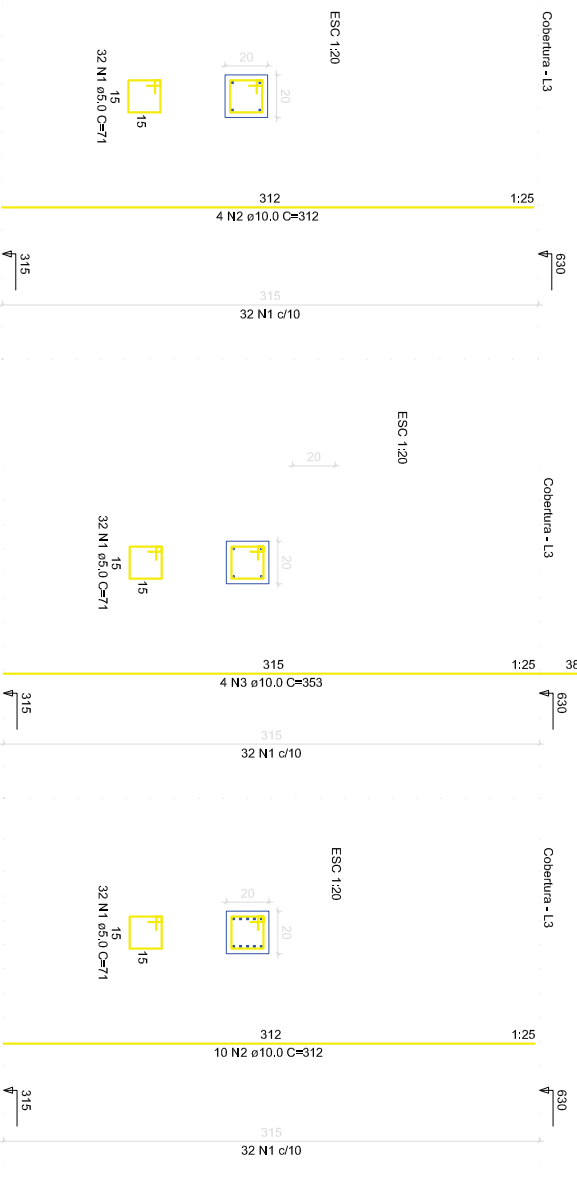 Cobertura - L3
ESC 1:20
20
20
15
15
32 N1 ø5.0 C=71
312
1:25
4 N2 ø10.0 C=312
315
630
315
32 N1 c/10
Cobertura - L3
ESC 1:20
20
20
15
15
32 N1 ø5.0 C=71
315
1:25
38
4 N3 ø10.0 C=353
315
630
315
32 N1 c/10
Cobertura - L3
ESC 1:20
20
20
15
15
32 N1 ø5.0 C=71
312
1:25
10 N2 ø10.0 C=312
315
630
315
32 N1 c/10